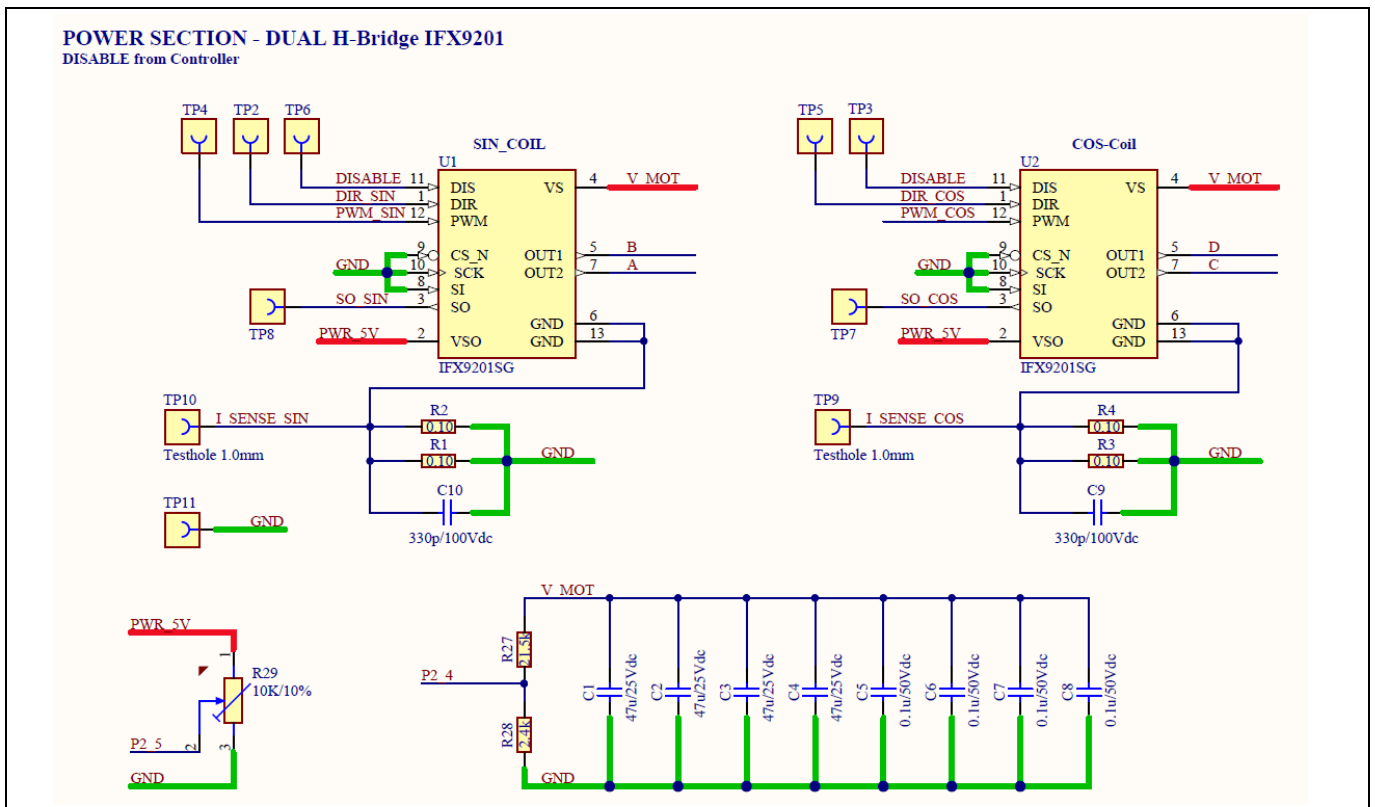 POWER SECTION - DUAL H-Bridge IFX9201
DISABLE from Controller
TP4 TP2 TP6
SIN_COIL
U1
DISABLE 11 DIS VS 4 V_MOT
DIR_SIN 1 DIR
PWM_SIN 12 PWM
9 CS_N OUT1 5 B
GND 10 SCK OUT2 7 A
8 SI
SO_SIN 3 SO
TP8
GND 6
PWR_5V 2 VSO GND 13
IFX9201SG
TP5 TP3
COS-Coil
U2
DISABLE 11 DIS VS 4 V_MOT
DIR_COS 1 DIR
PWM_COS 12 PWM
9 CS_N OUT1 5 D
GND 10 SCK OUT2 7 C
8 SI
SO_COS 3 SO
TP7
GND 6
PWR_5V 2 VSO GND 13
IFX9201SG
TP10
I_SENSE_SIN
Testhole 1.0mm
R2
0.10
R1
0.10
GND
C10
330p/100Vdc
TP9
I_SENSE_COS
Testhole 1.0mm
R4
0.10
R3
0.10
GND
C9
330p/100Vdc
TP11
GND
PWR_5V
1
R29
10K/10%
P2_5 2 3
GND
V_MOT
R27
21.5k
P2_4
R28
2.4k
GND
C1
47u/25Vdc
C2
47u/25Vdc
C3
47u/25Vdc
C4
47u/25Vdc
C5
0.1u/50Vdc
C6
0.1u/50Vdc
C7
0.1u/50Vdc
C8
0.1u/50Vdc